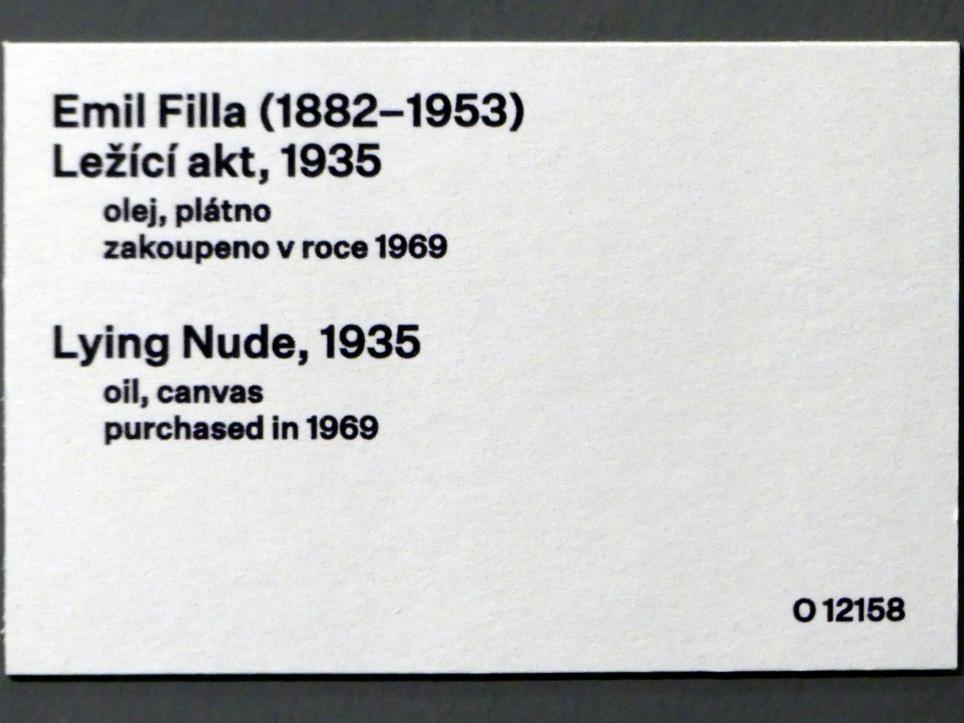 Emil Filla (1882–1953)
Ležící akt, 1935
olej, plátno
zakoupeno v roce 1969
Lying Nude, 1935
oil, canvas
purchased in 1969
O 12158